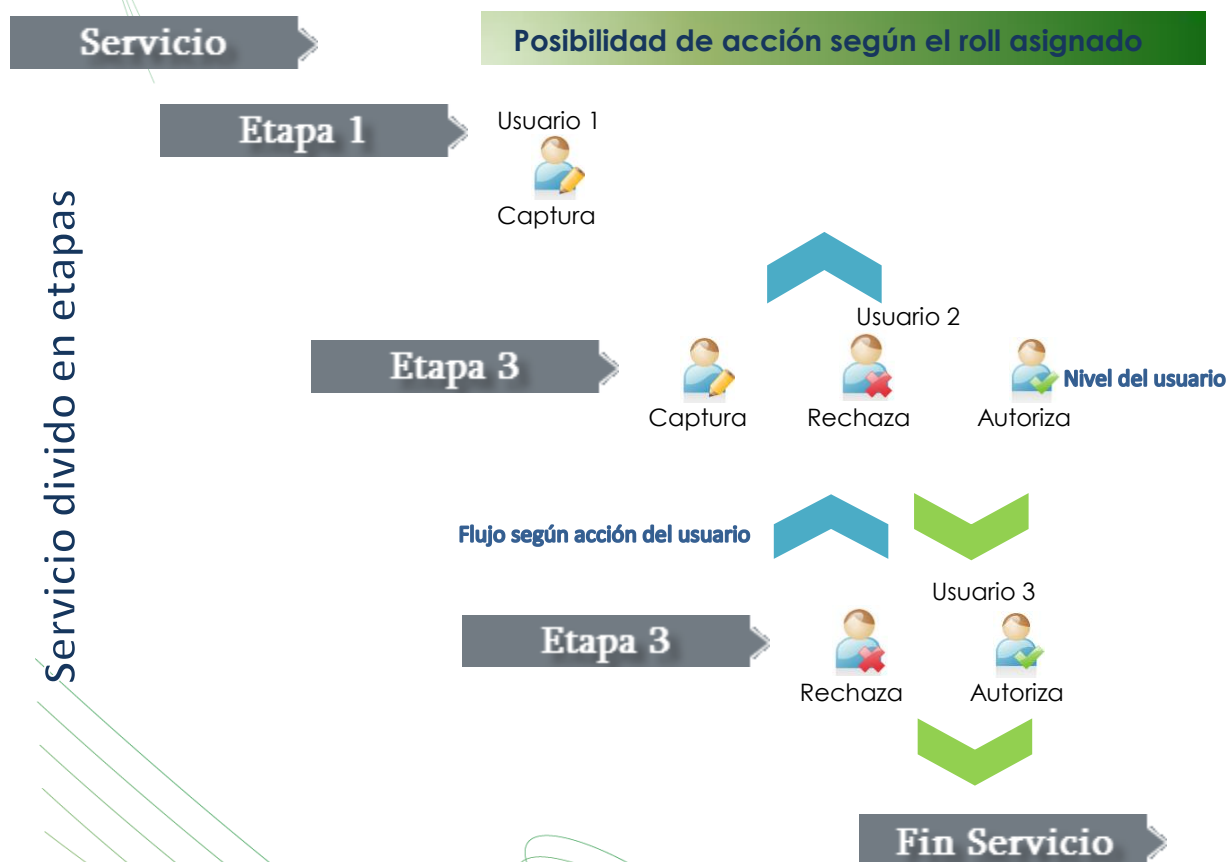 Servicio
Posibilidad de acción según el roll asignado
Servicio divido en etapas
Etapa 1
Usuario 1
Captura
Usuario 2
Etapa 3
Captura
Rechaza
Autoriza
Nivel del usuario
Flujo según acción del usuario
Usuario 3
Etapa 3
Rechaza
Autoriza
Fin Servicio